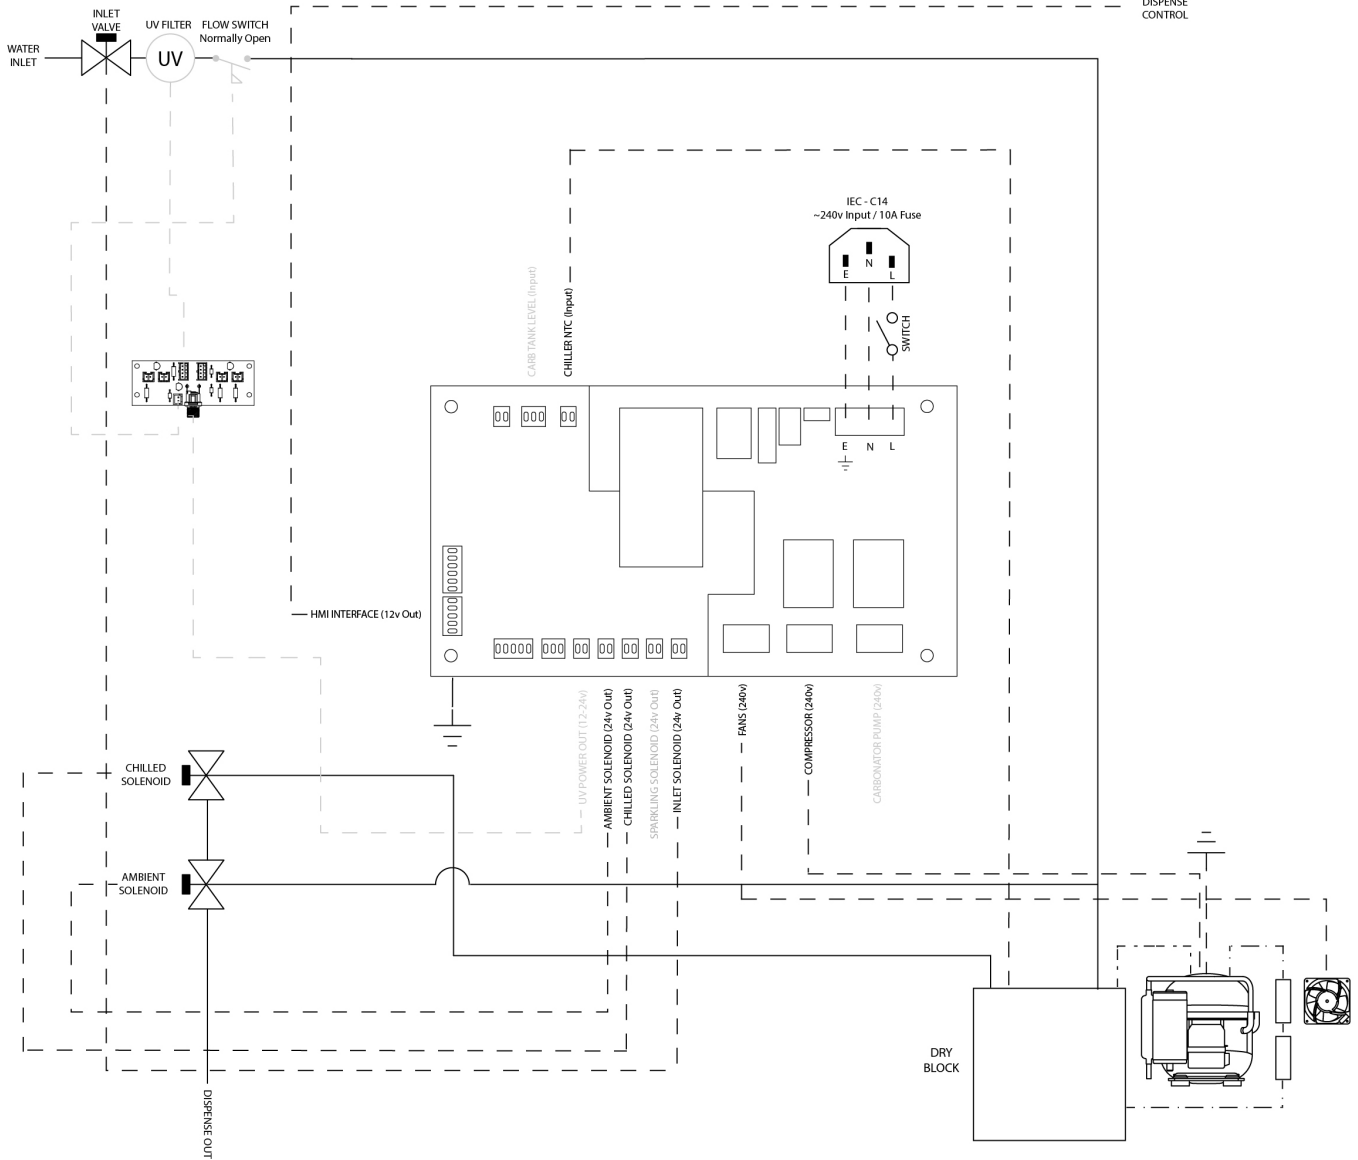 DISPENSE
CONTROL
INLET
VALVE
UV FILTER
FLOW SWITCH
Normally Open
WATER
INLET
UV
IEC - C14
~240v Input / 10A Fuse
E
N
L
SWITCH
CARB TANK LEVEL (Input)
CHILLER NTC (Input)
E
N
L
HMI INTERFACE (12v Out)
UV POWER OUT (12-24v)
AMBIENT SOLENOID (24v Out)
CHILLED SOLENOID (24v Out)
SPARKLING SOLENOID (24v Out)
INLET SOLENOID (24v Out)
FANS (240v)
COMPRESSOR (240v)
CARBONATOR PUMP (240v)
CHILLED
SOLENOID
AMBIENT
SOLENOID
DRY
BLOCK
DISPENSE OUT